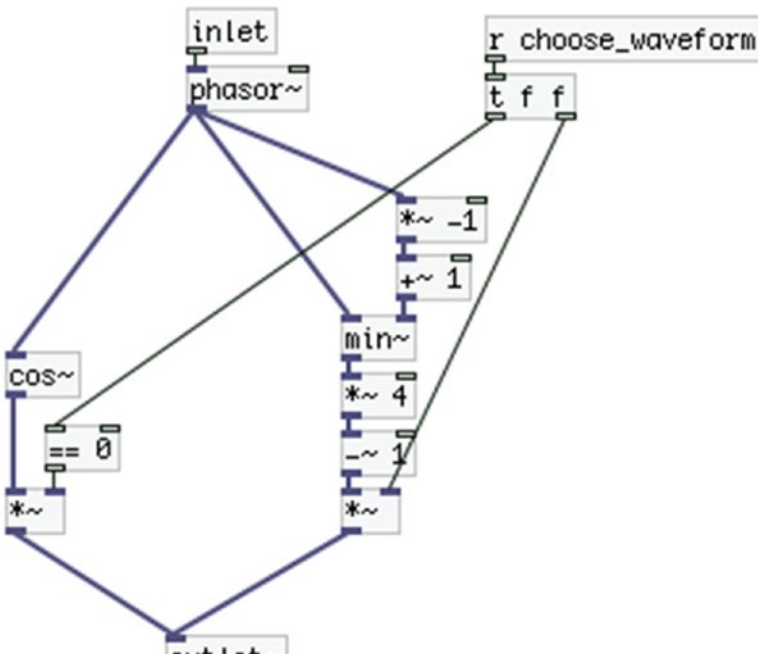 inlet
r choose_waveform
phasor~
t f f
*~ -1
+~ 1
min~
cos~
*~ 4
== 0
-~ 1
*~
*~